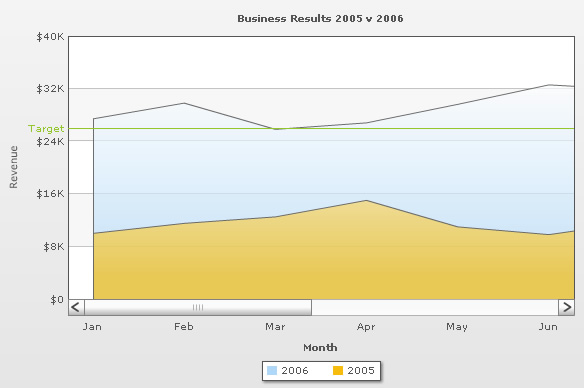 Business Results 2005 v 2006
$40K
$32K
Target
$24K
Revenue
$16K
$8K
$0
Jan Feb Mar Apr May Jun
Month
2006 2005